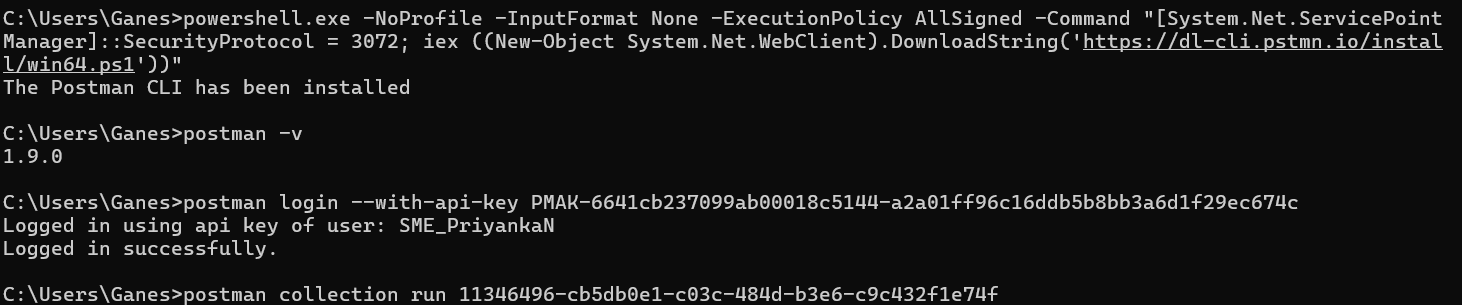 C:\Users\Ganes>powershell.exe -NoProfile -InputFormat None -ExecutionPolicy AllSigned -Command "[System.Net.ServicePoint
Manager]::SecurityProtocol = 3072; iex ((New-Object System.Net.WebClient).DownloadString('https://dl-cli.pstmn.io/instal
l/win64.ps1'))"
The Postman CLI has been installed
C:\Users\Ganes>postman -v
1.9.0
C:\Users\Ganes>postman login --with-api-key PMAK-6641cb237099ab00018c5144-a2a01ff96c16ddb5b8bb3a6d1f29ec674c
Logged in using api key of user: SME_PriyankaN
Logged in successfully.
C:\Users\Ganes>postman collection run 11346496-cb5db0e1-c03c-484d-b3e6-c9c432f1e74f